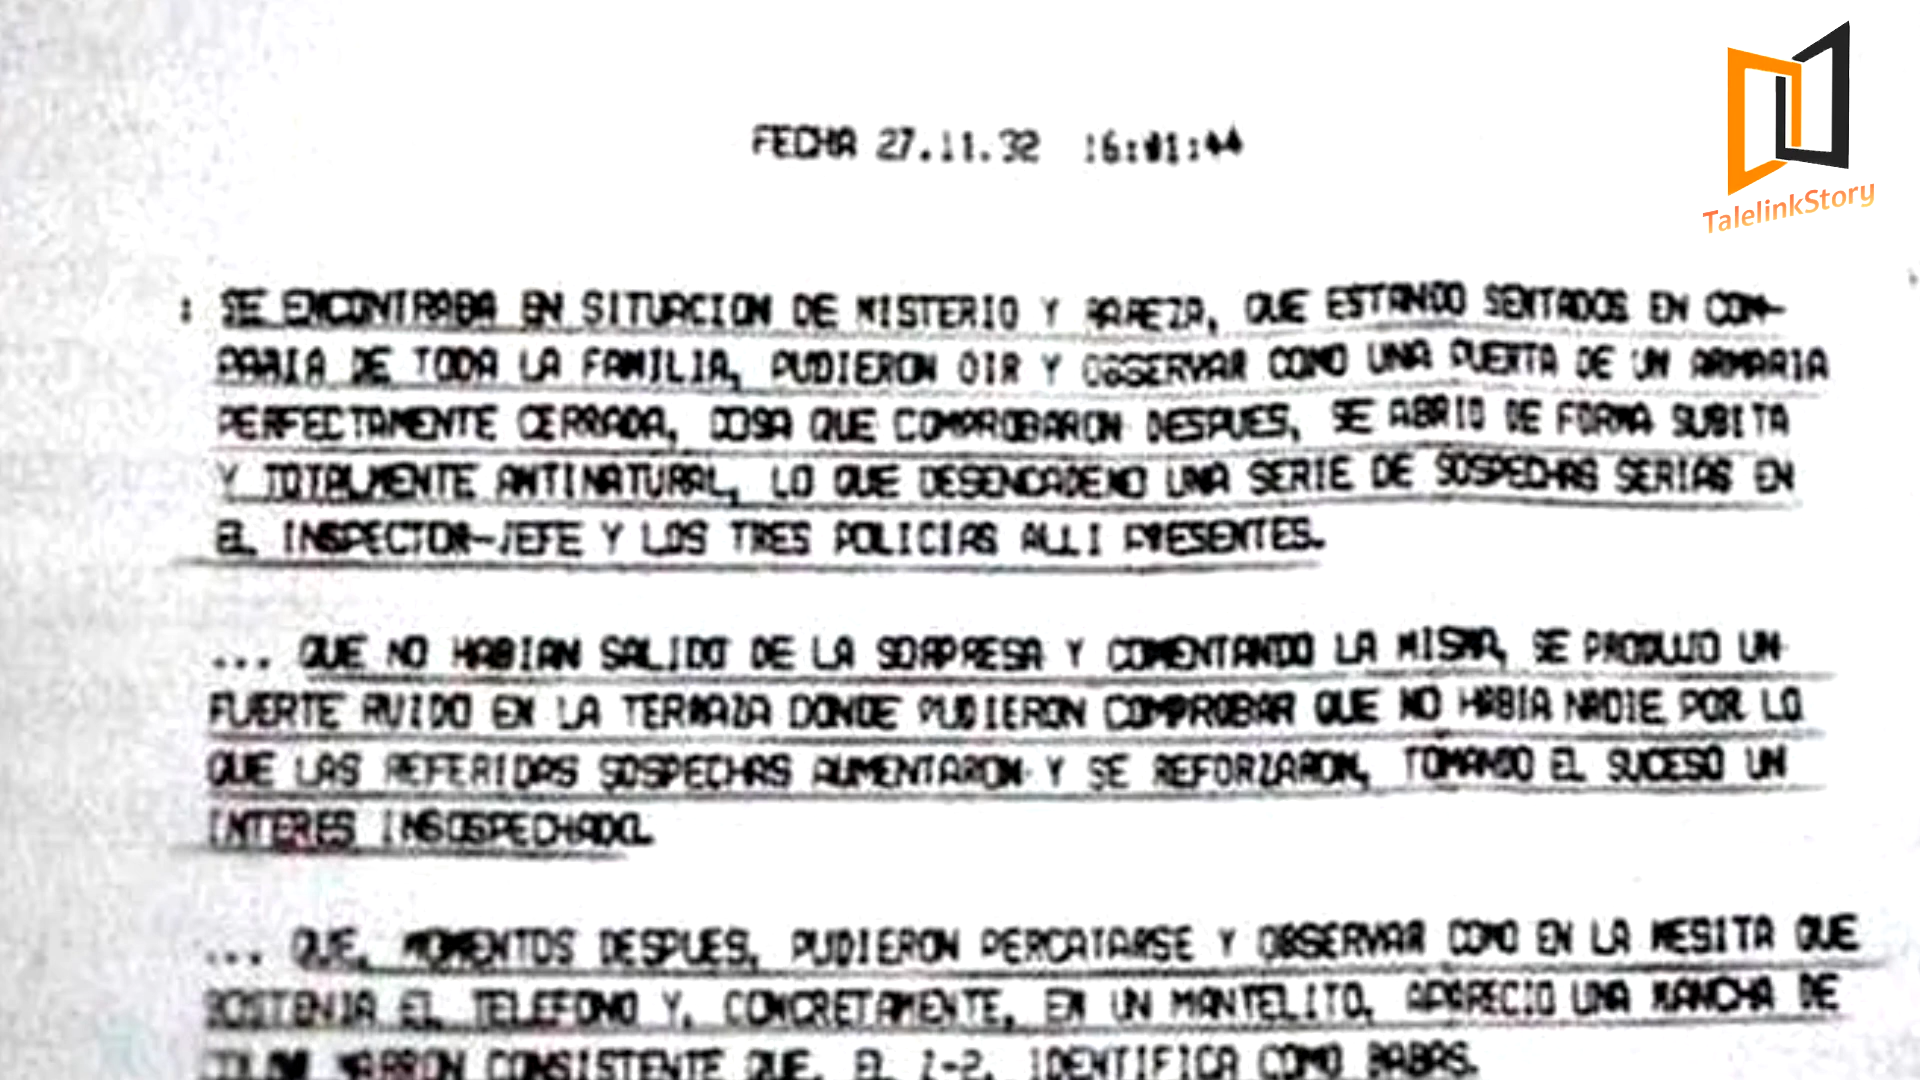 FECHA 27.11.92 16:01:44
TalelinkStory
: SE ENCONTRABA EN SITUACION DE MISTERIO Y RAREZA, QUE ESTANDO SENTADOS EN COM-
PAÑIA DE TODA LA FAMILIA, PUDIERON OIR Y OBSERVAR COMO UNA PUERTA DE UN ARMARIA
PERFECTAMENTE CERRADA, COSA QUE COMPROBARON DESPUES, SE ABRIO DE FORMA SUBITA
Y TOTALMENTE ANTINATURAL, LO QUE DESENCADENO UNA SERIE DE SOSPECHAS SERIAS EN
EL INSPECTOR-JEFE Y LOS TRES POLICIAS ALLI PRESENTES.
... QUE NO HABIAN SALIDO DE LA SORPRESA Y COMENTANDO LA MISMA, SE PRODUJO UN
FUERTE RUIDO EN LA TERRAZA DONDE PUDIERON COMPROBAR QUE NO HABIA NADIE POR LO
QUE LAS REFERIDAS SOSPECHAS AUMENTARON Y SE REFORZARON, TOMANDO EL SUCESO UN
INTERES INSOSPECHADO.
... QUE, MOMENTOS DESPUES, PUDIERON PERCATARSE Y OBSERVAR COMO EN LA MESITA QUE
SOSTENIA EL TELEFONO Y, CONCRETAMENTE, EN UN MANTELITO, APARECIO UNA MANCHA DE
COLOR MARRON CONSISTENTE QUE, EL Z-2, IDENTIFICA COMO BABAS.